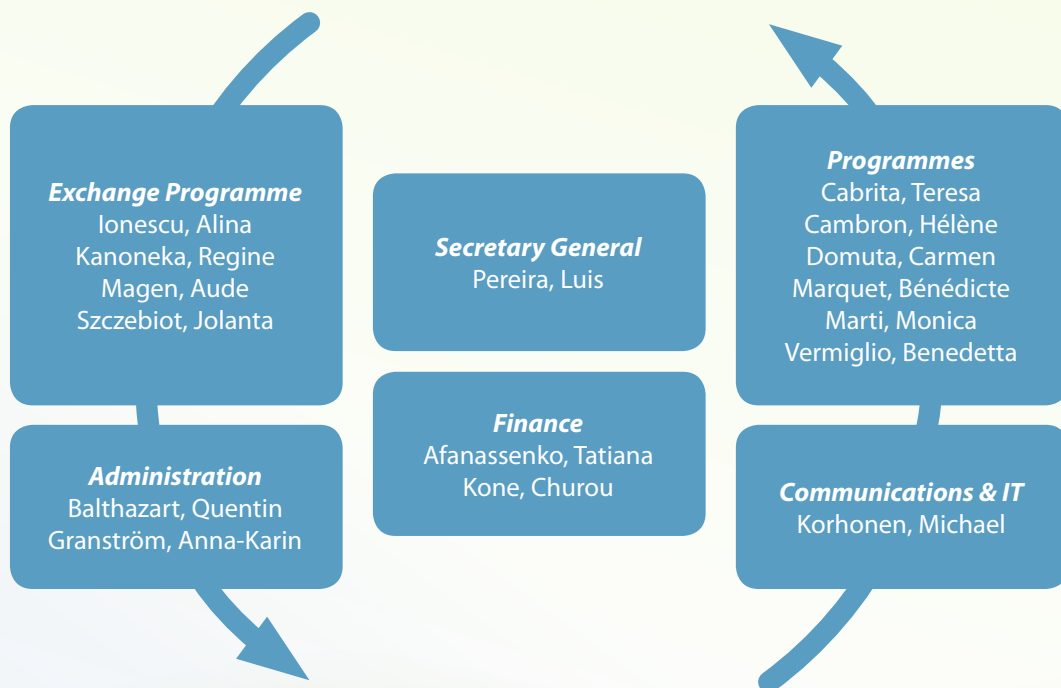 Exchange Programme
Ionescu, Alina
Kanoneka, Regine
Magen, Aude
Szczebiot, Jolanta
Administration
Balthazart, Quentin
Granström, Anna-Karin
Secretary General
Pereira, Luis
Finance
Afanassenko, Tatiana
Kone, Churou
Programmes
Cabrita, Teresa
Cambron, Hélène
Domuta, Carmen
Marquet, Bénédicte
Marti, Monica
Vermiglio, Benedetta
Communications & IT
Korhonen, Michael